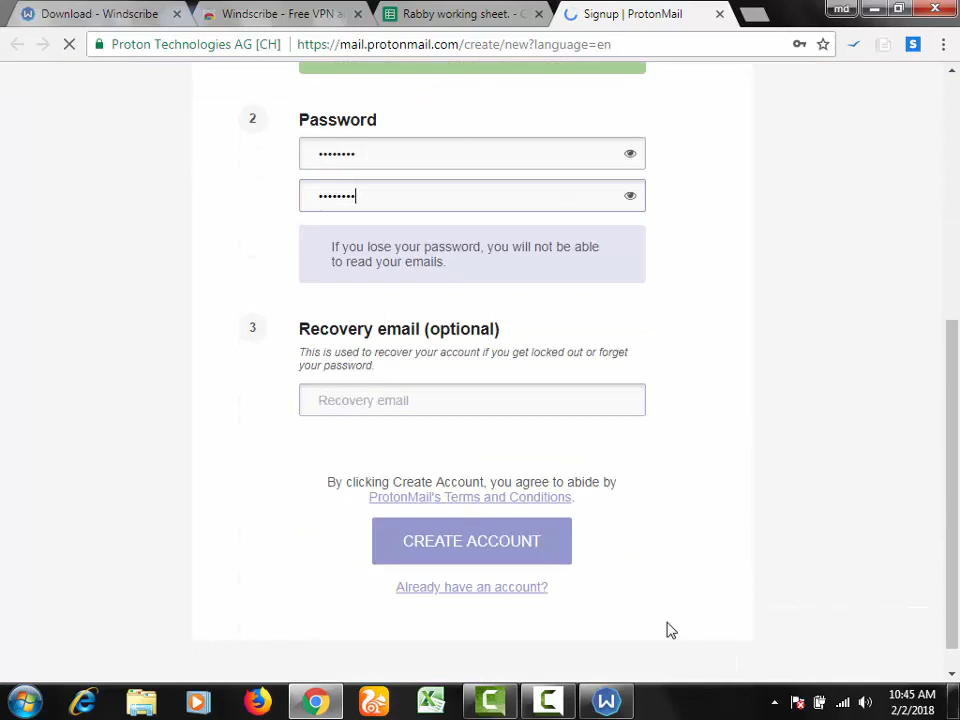 Download - Windscribe
Windscribe - Free VPN a
Rabby working sheet. - G
Signup | ProtonMail
md
Proton Technologies AG [CH]
https://mail.protonmail.com/create/new?language=en
2
Password
••••••••
••••••••
If you lose your password, you will not be able
to read your emails.
3
Recovery email (optional)
This is used to recover your account if you get locked out or forget
your password.
Recovery email
By clicking Create Account, you agree to abide by
ProtonMail's Terms and Conditions.
CREATE ACCOUNT
Already have an account?
10:45 AM
2/2/2018